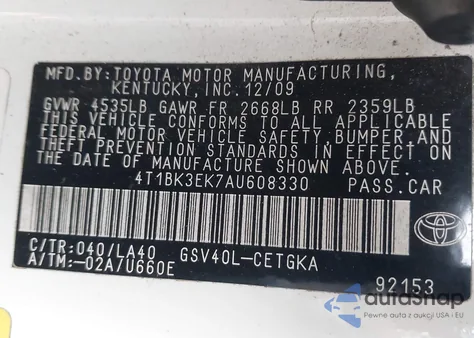 MFD.BY:TOYOTA MOTOR MANUFACTURING,
KENTUCKY, INC.12/09
GVWR 4535LB GAWR FR 2668LB RR 2359LB
THIS VEHICLE CONFORMS TO ALL APPLICABLE
FEDERAL MOTOR VEHICLE SAFETY, BUMPER AND
THEFT PREVENTION STANDARDS IN EFFECT ON
THE DATE OF MANUFACTURE SHOWN ABOVE.
4T1BK3EK7AU608330 PASS.CAR
C/TR:040/LA40 GSV40L-CETGKA
A/TM:-02A/U660E
92153
autasnap
Pewne auta z aukcji USA i EU